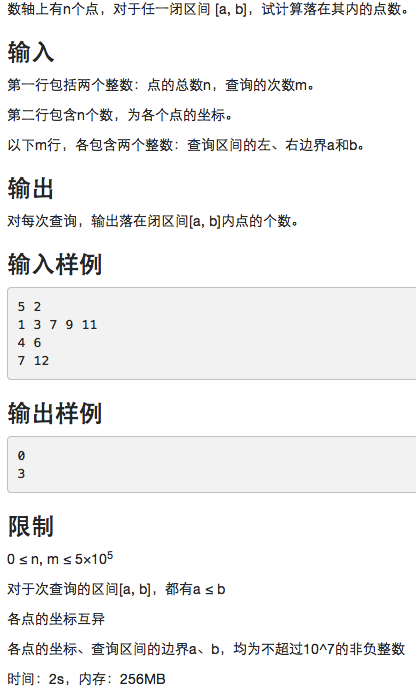 数轴上有n个点，对于任一闭区间 [a, b]，试计算落在其内的点数。
输入
第一行包括两个整数：点的总数n，查询的次数m。
第二行包含n个数，为各个点的坐标。
以下m行，各包含两个整数：查询区间的左、右边界a和b。
输出
对每次查询，输出落在闭区间[a, b]内点的个数。
输入样例
5 2
1 3 7 9 11
4 6
7 12
输出样例
0
3
限制
0 ≤ n, m ≤ 5×10⁵
对于次查询的区间[a, b]，都有a ≤ b
各点的坐标互异
各点的坐标、查询区间的边界a、b，均为不超过10^7的非负整数
时间：2s，内存：256MB